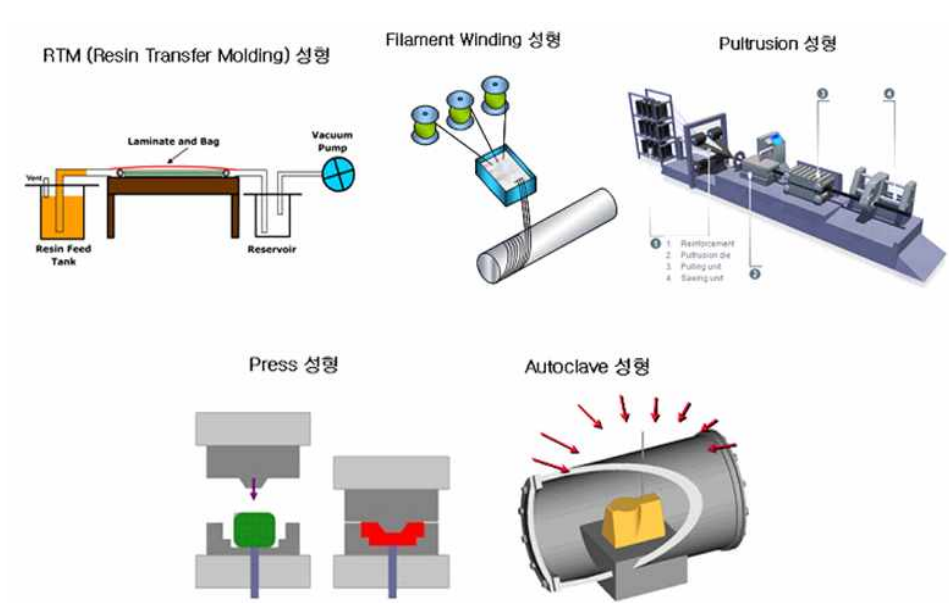 RTM (Resin Transfer Molding) 성형
Filament Winding 성형
Pultrusion 성형
Laminate and Bag
Vacuum
Pump
Vent
Resin Feed
Tank
Reservoir
3
4
1
1. Reinforcement
2. Pultrusion die
3. Pulling unit
4. Sawing unit
2
Press 성형
Autoclave 성형